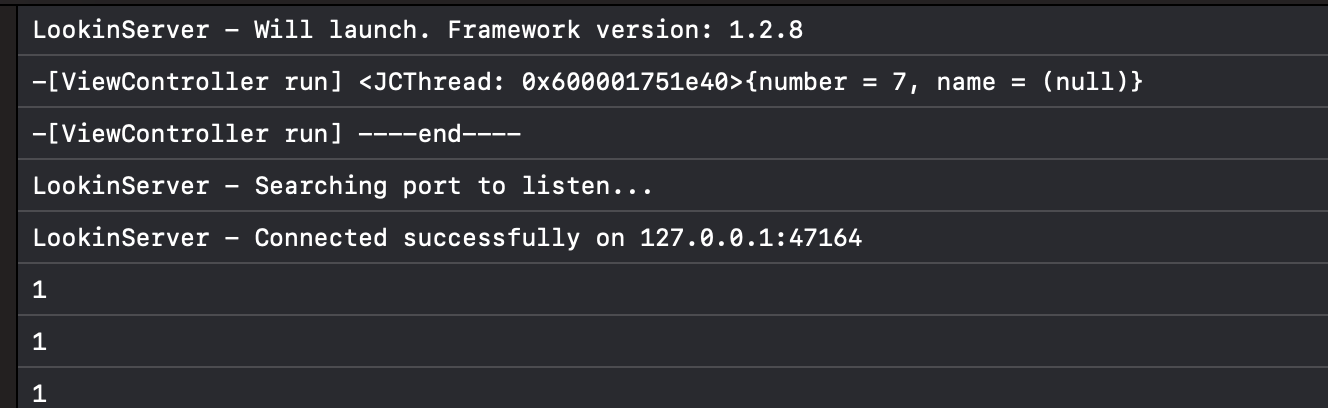 LookinServer - Will launch. Framework version: 1.2.8
-[ViewController run] <JCThread: 0x600001751e40>{number = 7, name = (null)}
-[ViewController run] ----end----
LookinServer - Searching port to listen...
LookinServer - Connected successfully on 127.0.0.1:47164
1
1
1